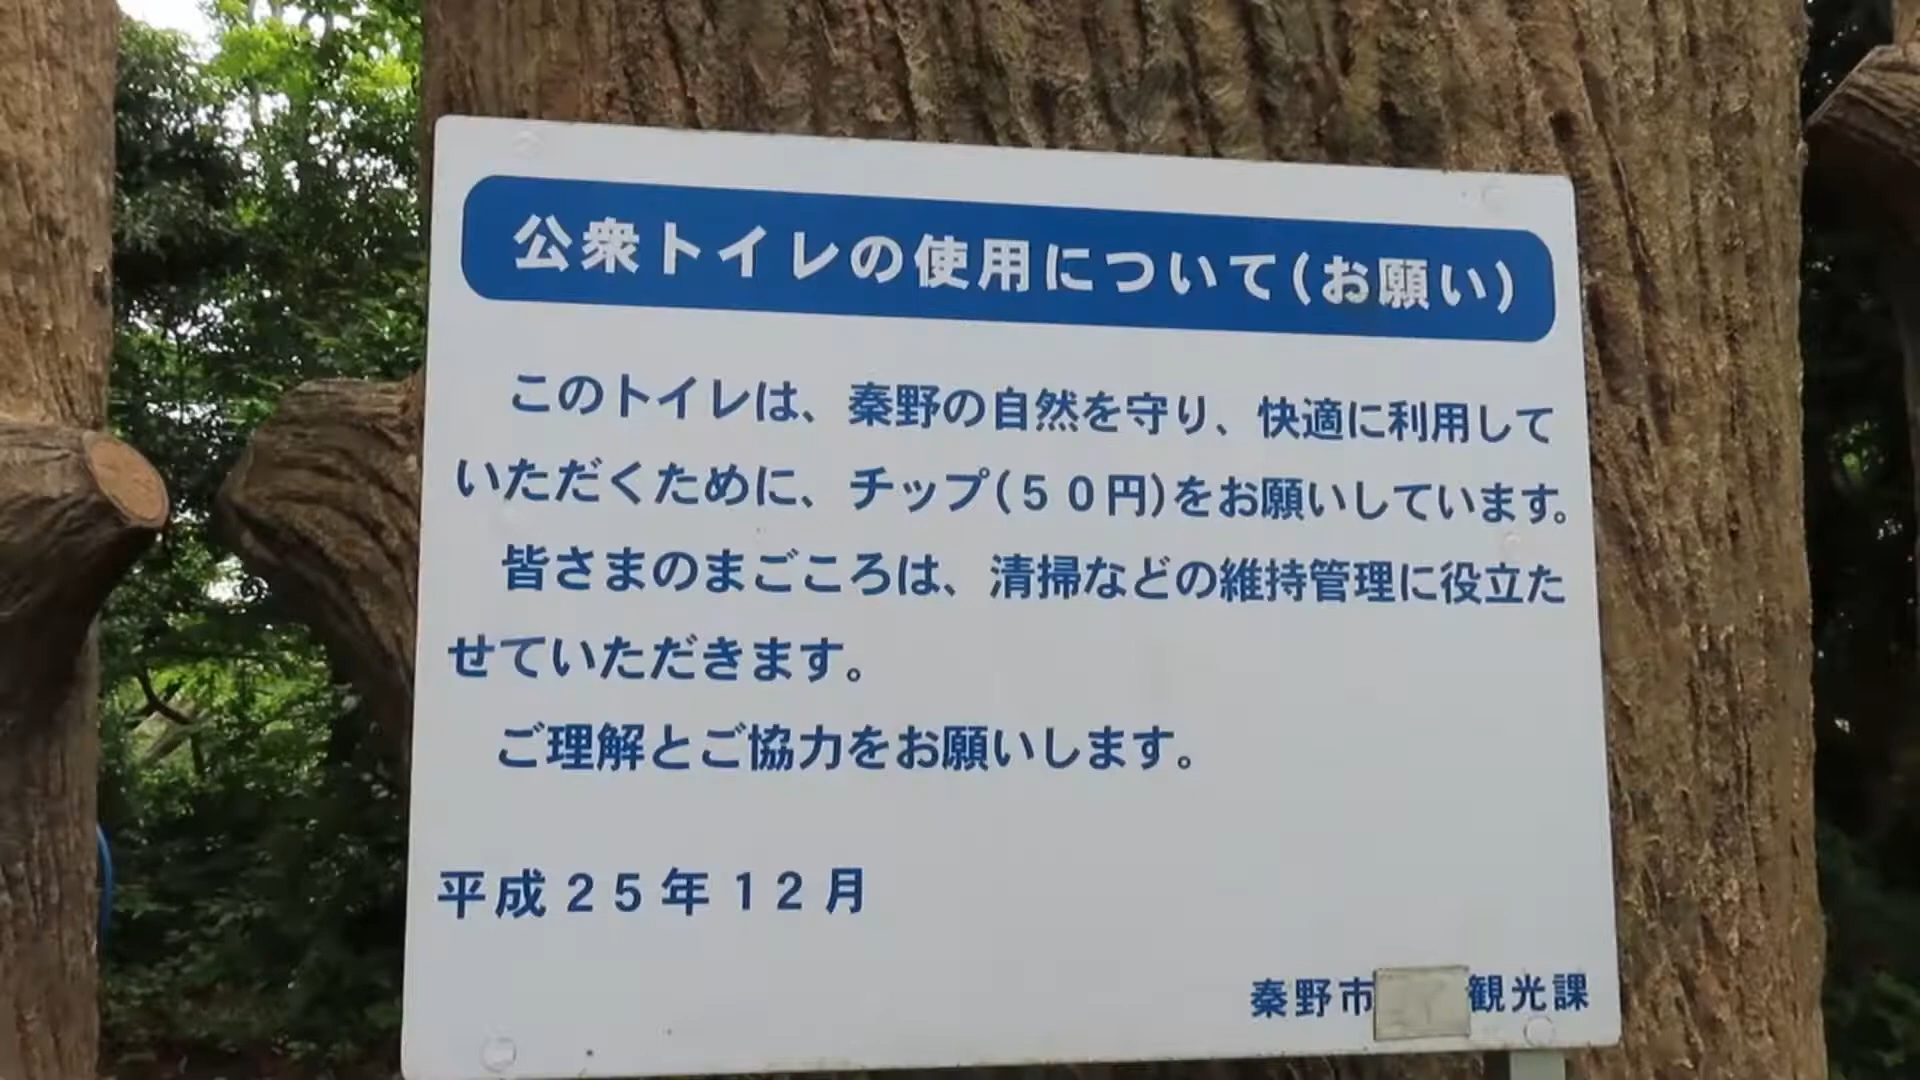 公衆トイレの使用について(お願い)
このトイレは、秦野の自然を守り、快適に利用して
いただくために、チップ(50円)をお願いしています。
皆さまのまごころは、清掃などの維持管理に役立た
せていただきます。
ご理解とご協力をお願いします。
平成25年12月
秦野市 観光課